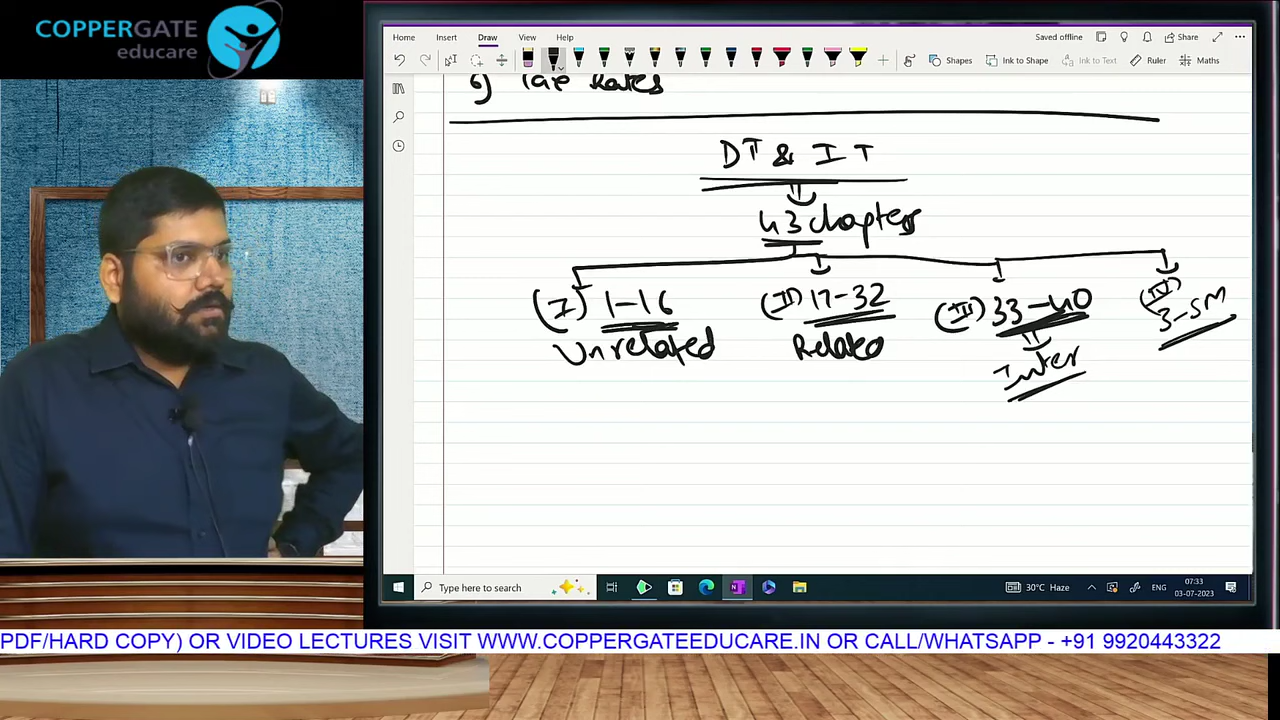 COPPERGATE
educare
Home Insert Draw View Help
Saved offline
Share
Shapes
Ink to Shape
Ink to Text
Ruler
Maths
6) Rates
DT & IT
43 chapters
(I) 1-16
(II) 17-32
(III) 33-40
(IV) 3-SM
Unrelated
Related
Inter
Type here to search
30°C Haze
ENG
07:33
03-07-2023
PDF/HARD COPY) OR VIDEO LECTURES VISIT WWW.COPPERGATEEDUCARE.IN OR CALL/WHATSAPP - +91 9920443322